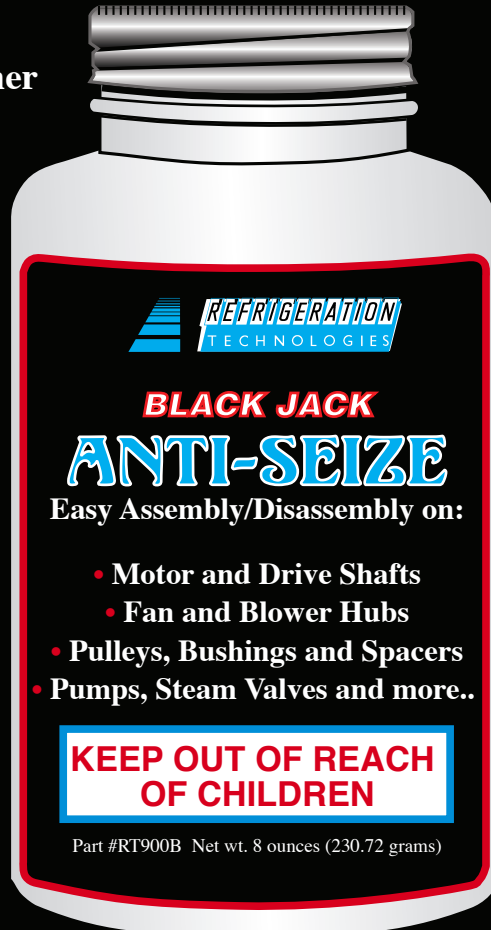 REFRIGERATION
TECHNOLOGIES
BLACK JACK
ANTI-SEIZE
Easy Assembly/Disassembly on:
• Motor and Drive Shafts
• Fan and Blower Hubs
• Pulleys, Bushings and Spacers
• Pumps, Steam Valves and more..
KEEP OUT OF REACH
OF CHILDREN
Part #RT900B Net wt. 8 ounces (230.72 grams)